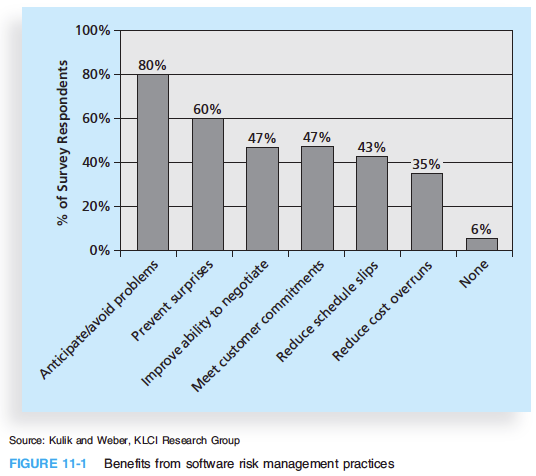 100%
80%
60%
40%
20%
0%
% of Survey Respondents
80%
60%
47%
47%
43%
35%
6%
Anticipate/avoid problems
Prevent surprises
Improve ability to negotiate
Meet customer commitments
Reduce schedule slips
Reduce cost overruns
None
Source: Kulik and Weber, KLCI Research Group
FIGURE 11-1 Benefits from software risk management practices